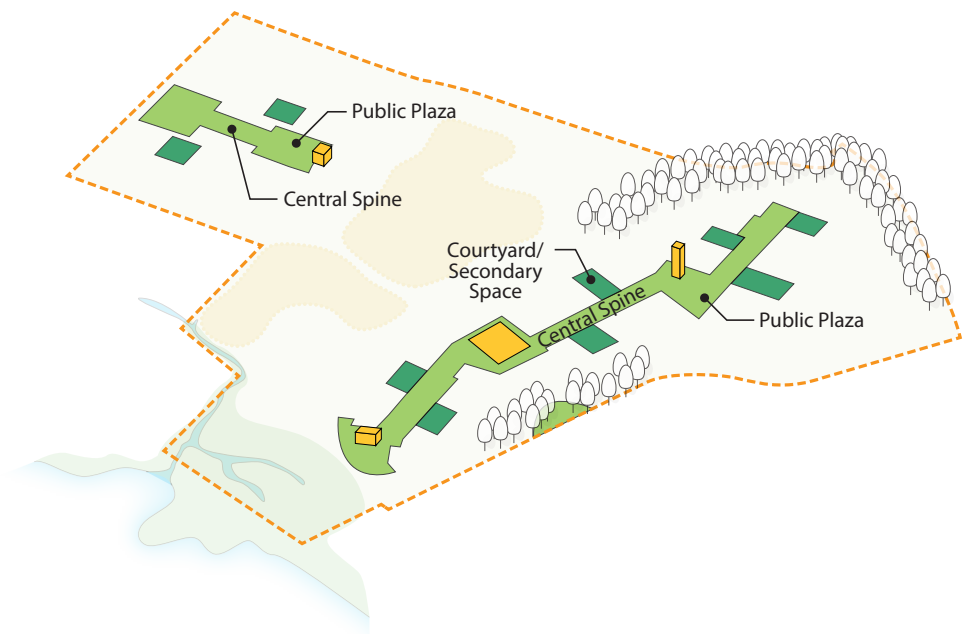 Public Plaza
Central Spine
Courtyard/
Secondary
Space
Central Spine
Public Plaza